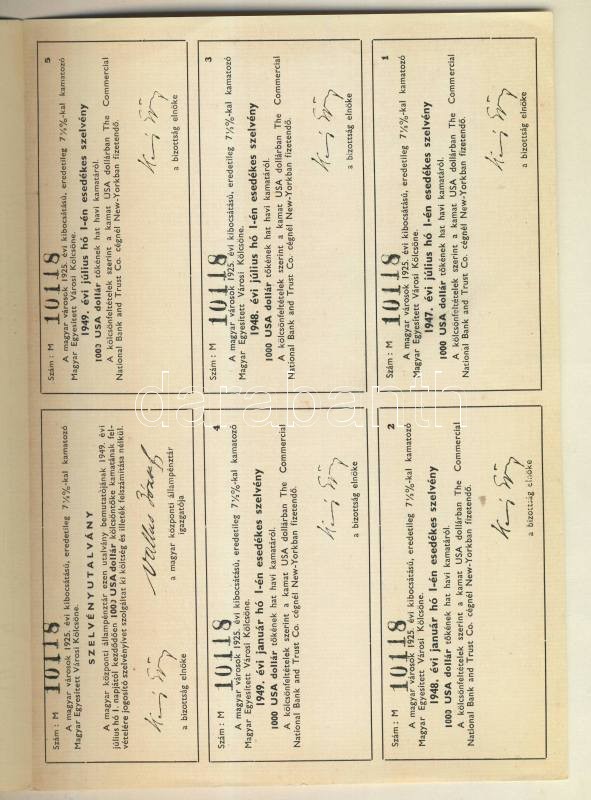 Szám: M 10118
A magyar városok 1925. évi kibocsátású, eredetileg 7½%-kal kamatozó
Magyar Egyesített Városi Kölcsöne.
SZELVÉNYUTALVÁNY
A magyar központi állampénztár ezen utalvány bemutatójának 1949. évi
július hó 1. napjától kezdődően 1000 USA dollár kölcsöntőke kamatának fel-
vételére jogosító szelvényívet szolgáltat ki költség és illeték felszámítása nélkül.
a bizottság elnöke
a magyar központi állampénztár
igazgatója
5
Szám: M 10118
A magyar városok 1925. évi kibocsátású, eredetileg 7½%-kal kamatozó
Magyar Egyesített Városi Kölcsöne.
1949. évi július hó 1-én esedékes szelvény
1000 USA dollár tőkének hat havi kamatáról.
A kölcsönfeltételek szerint a kamat USA dollárban The Commercial
National Bank and Trust Co. cégnél New-Yorkban fizetendő.
a bizottság elnöke
4
Szám: M 10118
A magyar városok 1925. évi kibocsátású, eredetileg 7½%-kal kamatozó
Magyar Egyesített Városi Kölcsöne.
1949. évi január hó 1-én esedékes szelvény
1000 USA dollár tőkének hat havi kamatáról.
A kölcsönfeltételek szerint a kamat USA dollárban The Commercial
National Bank and Trust Co. cégnél New-Yorkban fizetendő.
a bizottság elnöke
3
Szám: M 10118
A magyar városok 1925. évi kibocsátású, eredetileg 7½%-kal kamatozó
Magyar Egyesített Városi Kölcsöne.
1948. évi július hó 1-én esedékes szelvény
1000 USA dollár tőkének hat havi kamatáról.
A kölcsönfeltételek szerint a kamat USA dollárban The Commercial
National Bank and Trust Co. cégnél New-Yorkban fizetendő.
a bizottság elnöke
2
Szám: M 10118
A magyar városok 1925. évi kibocsátású, eredetileg 7½%-kal kamatozó
Magyar Egyesített Városi Kölcsöne.
1948. évi január hó 1-én esedékes szelvény
1000 USA dollár tőkének hat havi kamatáról.
A kölcsönfeltételek szerint a kamat USA dollárban The Commercial
National Bank and Trust Co. cégnél New-Yorkban fizetendő.
a bizottság elnöke
1
Szám: M 10118
A magyar városok 1925. évi kibocsátású, eredetileg 7½%-kal kamatozó
Magyar Egyesített Városi Kölcsöne.
1947. évi július hó 1-én esedékes szelvény
1000 USA dollár tőkének hat havi kamatáról.
A kölcsönfeltételek szerint a kamat USA dollárban The Commercial
National Bank and Trust Co. cégnél New-Yorkban fizetendő.
a bizottság elnöke
darabanth